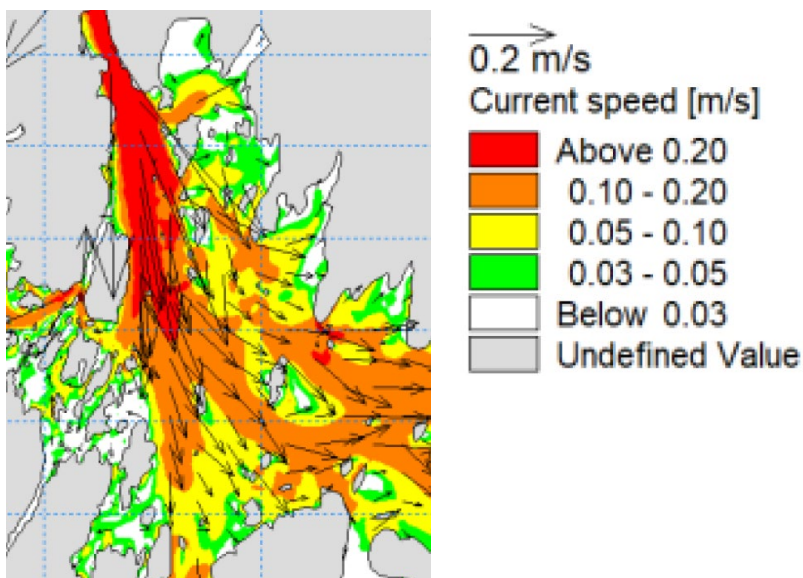 0.2 m/s
Current speed [m/s]
Above 0.20
0.10 - 0.20
0.05 - 0.10
0.03 - 0.05
Below 0.03
Undefined Value